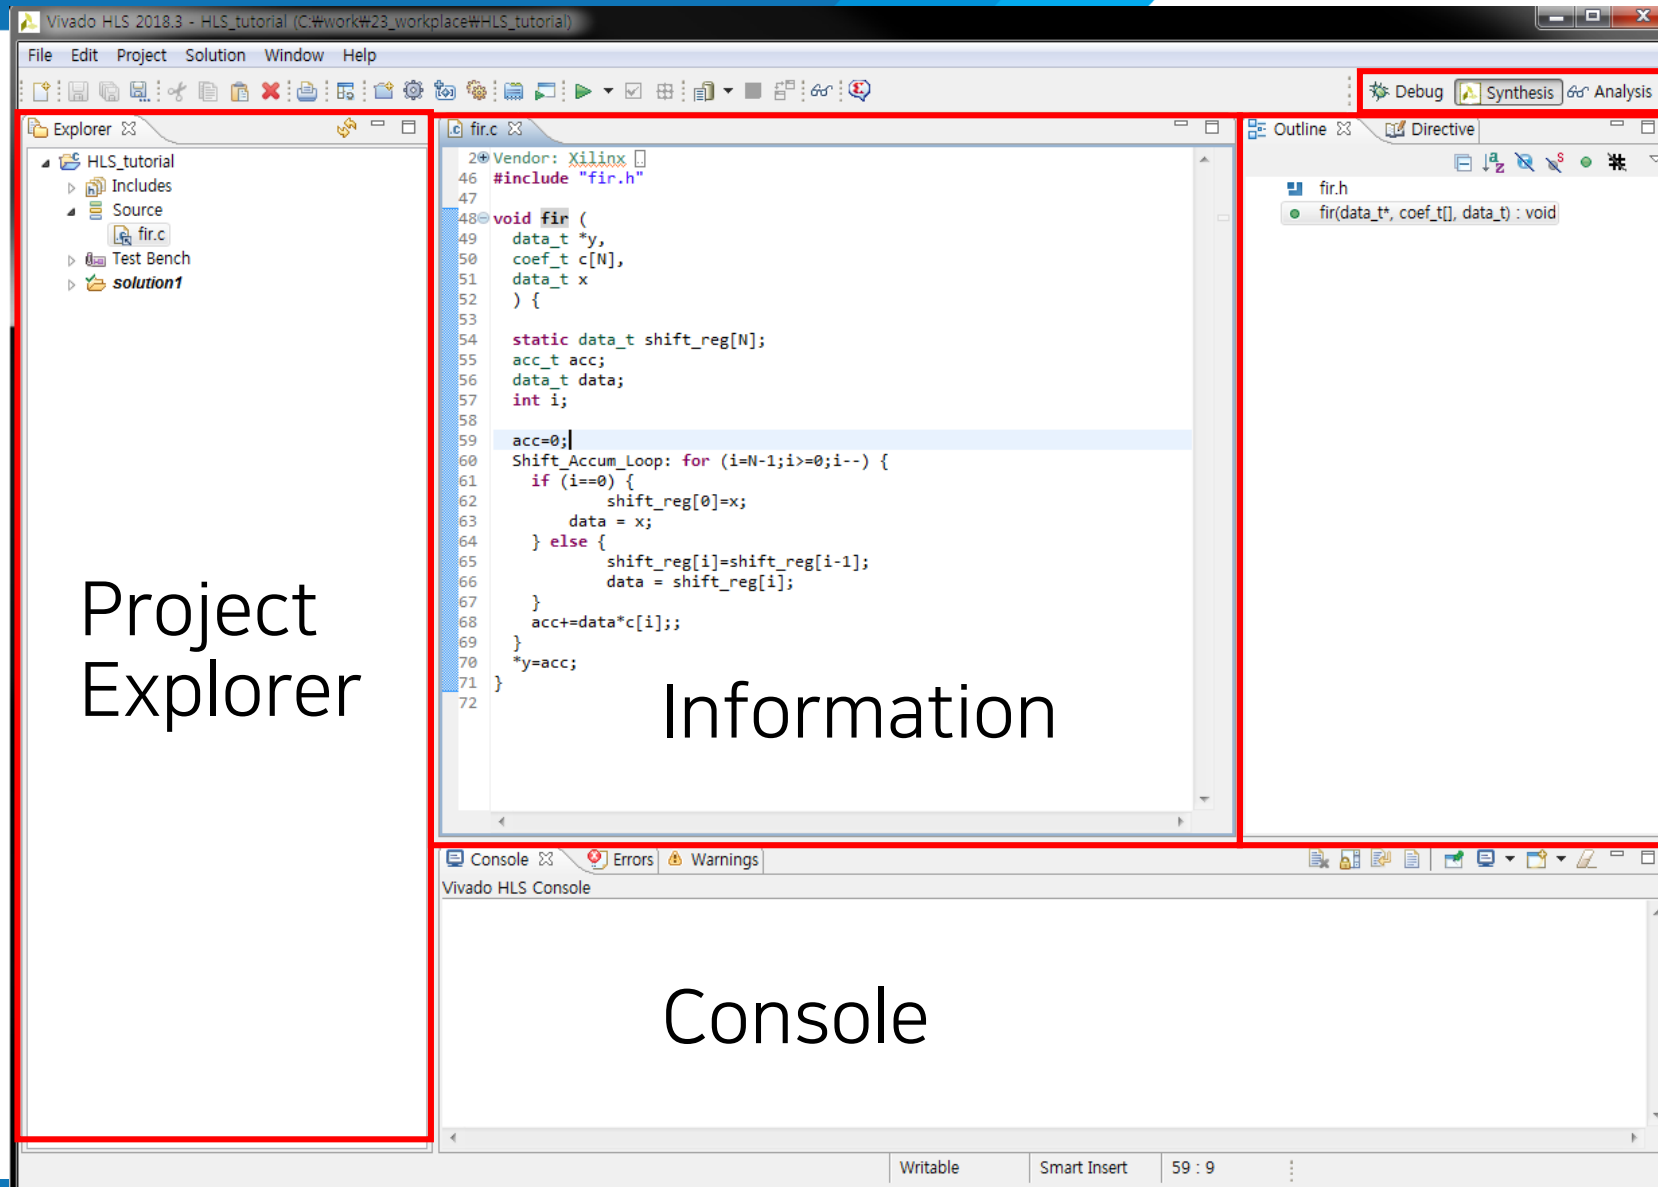 Vivado HLS 2018.3 - HLS_tutorial (C:₩work₩23_workplace₩HLS_tutorial)
File Edit Project Solution Window Help
Debug Synthesis Analysis
Explorer
HLS_tutorial
Includes
Source
fir.c
Test Bench
solution1
Project
Explorer
fir.c
2 Vendor: Xilinx
46 #include "fir.h"
47
48 void fir (
49 data_t *y,
50 coef_t c[N],
51 data_t x
52 ) {
53
54 static data_t shift_reg[N];
55 acc_t acc;
56 data_t data;
57 int i;
58
59 acc=0;
60 Shift_Accum_Loop: for (i=N-1;i>=0;i--) {
61 if (i==0) {
62 shift_reg[0]=x;
63 data = x;
64 } else {
65 shift_reg[i]=shift_reg[i-1];
66 data = shift_reg[i];
67 }
68 acc+=data*c[i];;
69 }
70 *y=acc;
71 }
72
Information
Outline Directive
fir.h
fir(data_t*, coef_t[], data_t) : void
Console Errors Warnings
Vivado HLS Console
Console
Writable Smart Insert 59 : 9